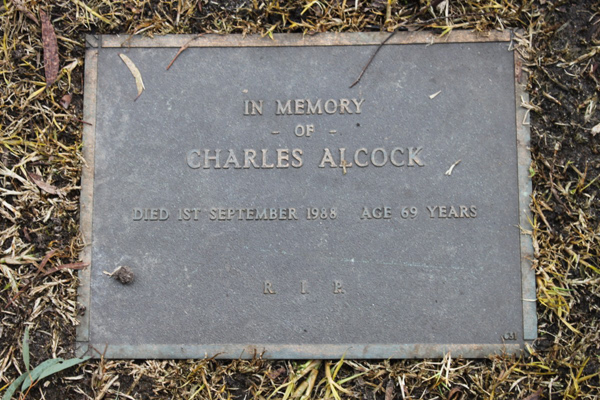 IN MEMORY
- OF -
CHARLES ALCOCK
DIED 1ST SEPTEMBER 1988 AGE 69 YEARS
R. I. P.